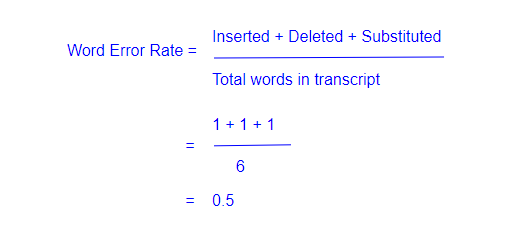 Inserted + Deleted + Substituted
Word Error Rate =
Total words in transcript
1 + 1 + 1
=
6
= 0.5